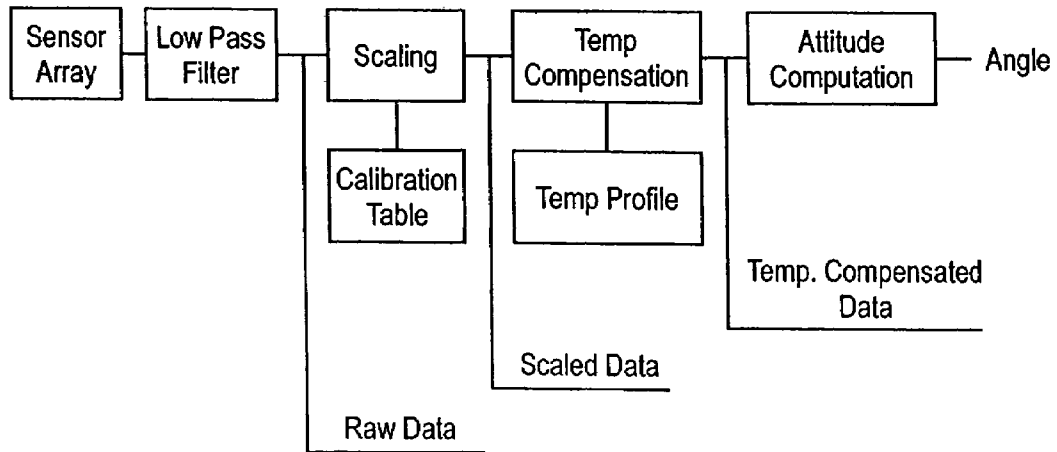 Sensor
Array
Low Pass
Filter
Scaling
Temp
Compensation
Attitude
Computation
Angle
Calibration
Table
Temp Profile
Temp. Compensated
Data
Scaled Data
Raw Data